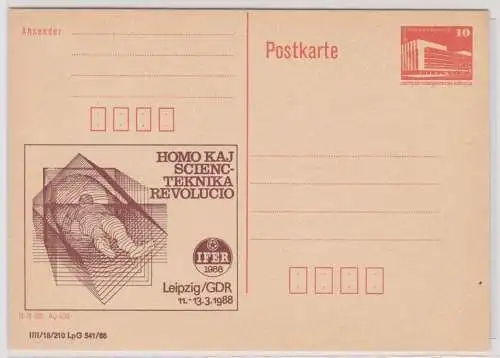 Absender
Postkarte
10
HOMO KAJ
SCIENC-
TEKNIKA
REVOLUCIO
IFER
1988
Leipzig/GDR
11.-13.3.1988
IIII/18/210 LpG 541/88